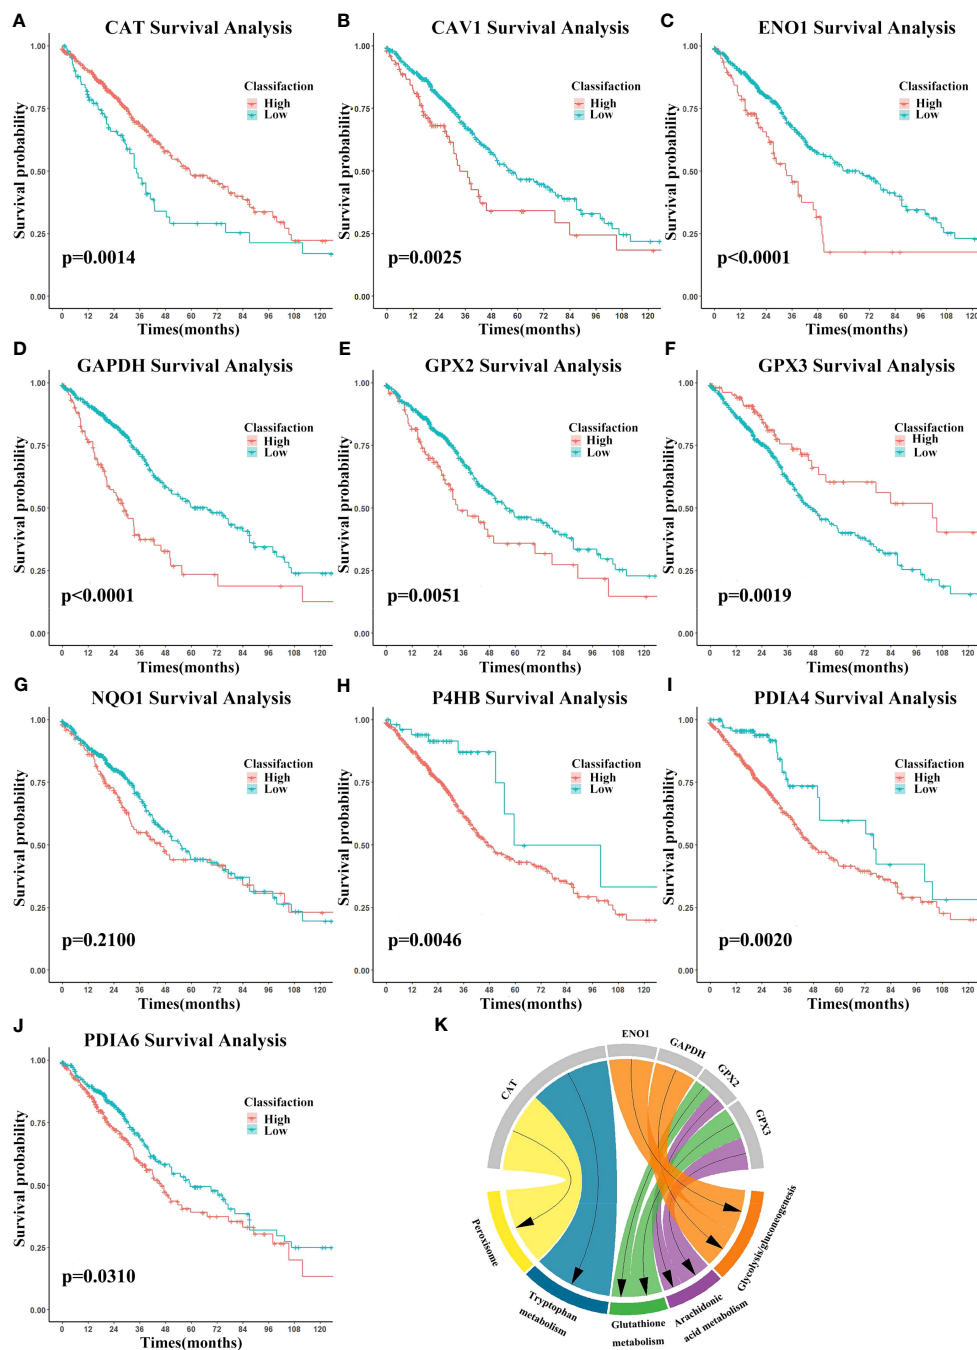 A
CAT Survival Analysis
Survival probability
1.00
0.75
0.50
0.25
0.00
Classifaction
High
Low
p=0.0014
0 12 24 36 48 60 72 84 96 108 120
Times(months)
B
CAV1 Survival Analysis
Survival probability
1.00
0.75
0.50
0.25
0.00
Classifaction
High
Low
p=0.0025
0 12 24 36 48 60 72 84 96 108 120
Times(months)
C
ENO1 Survival Analysis
Survival probability
1.00
0.75
0.50
0.25
0.00
Classifaction
High
Low
p<0.0001
0 12 24 36 48 60 72 84 96 108 120
Times(months)
D
GAPDH Survival Analysis
Survival probability
1.00
0.75
0.50
0.25
0.00
Classifaction
High
Low
p<0.0001
0 12 24 36 48 60 72 84 96 108 120
Times(months)
E
GPX2 Survival Analysis
Survival probability
1.00
0.75
0.50
0.25
0.00
Classifaction
High
Low
p=0.0051
0 12 24 36 48 60 72 84 96 108 120
Times(months)
F
GPX3 Survival Analysis
Survival probability
1.00
0.75
0.50
0.25
0.00
Classifaction
High
Low
p=0.0019
0 12 24 36 48 60 72 84 96 108 120
Times(months)
G
NQO1 Survival Analysis
Survival probability
1.00
0.75
0.50
0.25
0.00
Classifaction
High
Low
p=0.2100
0 12 24 36 48 60 72 84 96 108 120
Times(months)
H
P4HB Survival Analysis
Survival probability
1.00
0.75
0.50
0.25
0.00
Classifaction
High
Low
p=0.0046
0 12 24 36 48 60 72 84 96 108 120
Times(months)
I
PDIA4 Survival Analysis
Survival probability
1.00
0.75
0.50
0.25
0.00
Classifaction
High
Low
p=0.0020
0 12 24 36 48 60 72 84 96 108 120
Times(months)
J
PDIA6 Survival Analysis
Survival probability
1.00
0.75
0.50
0.25
0.00
Classifaction
High
Low
p=0.0310
0 12 24 36 48 60 72 84 96 108 120
Times(months)
K
CAT
ENO1
GAPDH
GPX2
GPX3
Peroxisome
Tryptophan
metabolism
Glutathione
metabolism
Arachidonic
acid metabolism
Glycolysis/gluconeogenesis